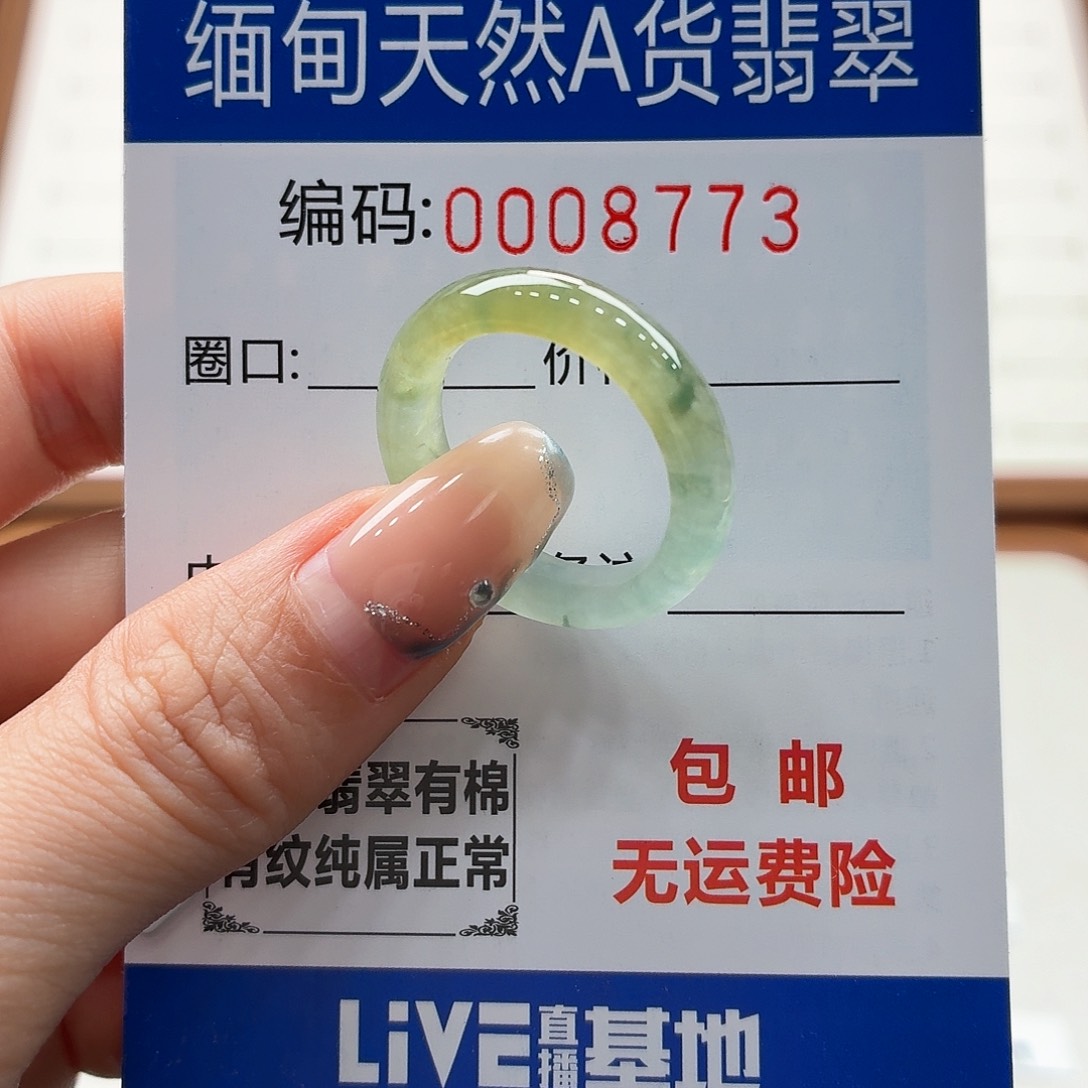 缅甸天然A货翡翠
编码:0008773
圈口:
翡翠有棉
有纹纯属正常
包邮
无运费险
LIVE直播基地